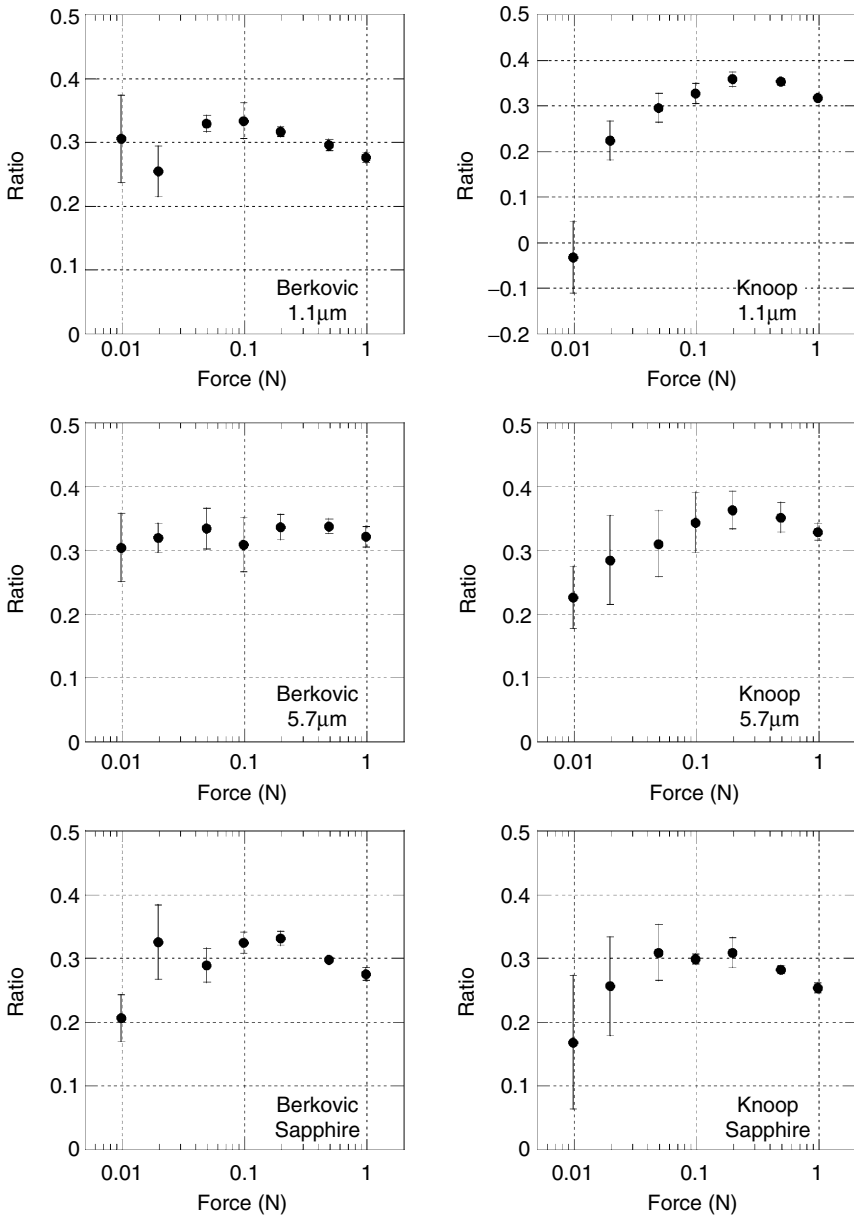 0.5
0.4
0.3
0.2
0.1
0
Ratio
Berkovic
1.1µm
0.01
0.1
1
Force (N)
0.5
0.4
0.3
0.2
0.1
0
−0.1
−0.2
Ratio
Knoop
1.1µm
0.01
0.1
1
Force (N)
0.5
0.4
0.3
0.2
0.1
0
Ratio
Berkovic
5.7µm
0.01
0.1
1
Force (N)
0.5
0.4
0.3
0.2
0.1
0
Ratio
Knoop
5.7µm
0.01
0.1
1
Force (N)
0.5
0.4
0.3
0.2
0.1
0
Ratio
Berkovic
Sapphire
0.01
0.1
1
Force (N)
0.5
0.4
0.3
0.2
0.1
0
Ratio
Knoop
Sapphire
0.01
0.1
1
Force (N)